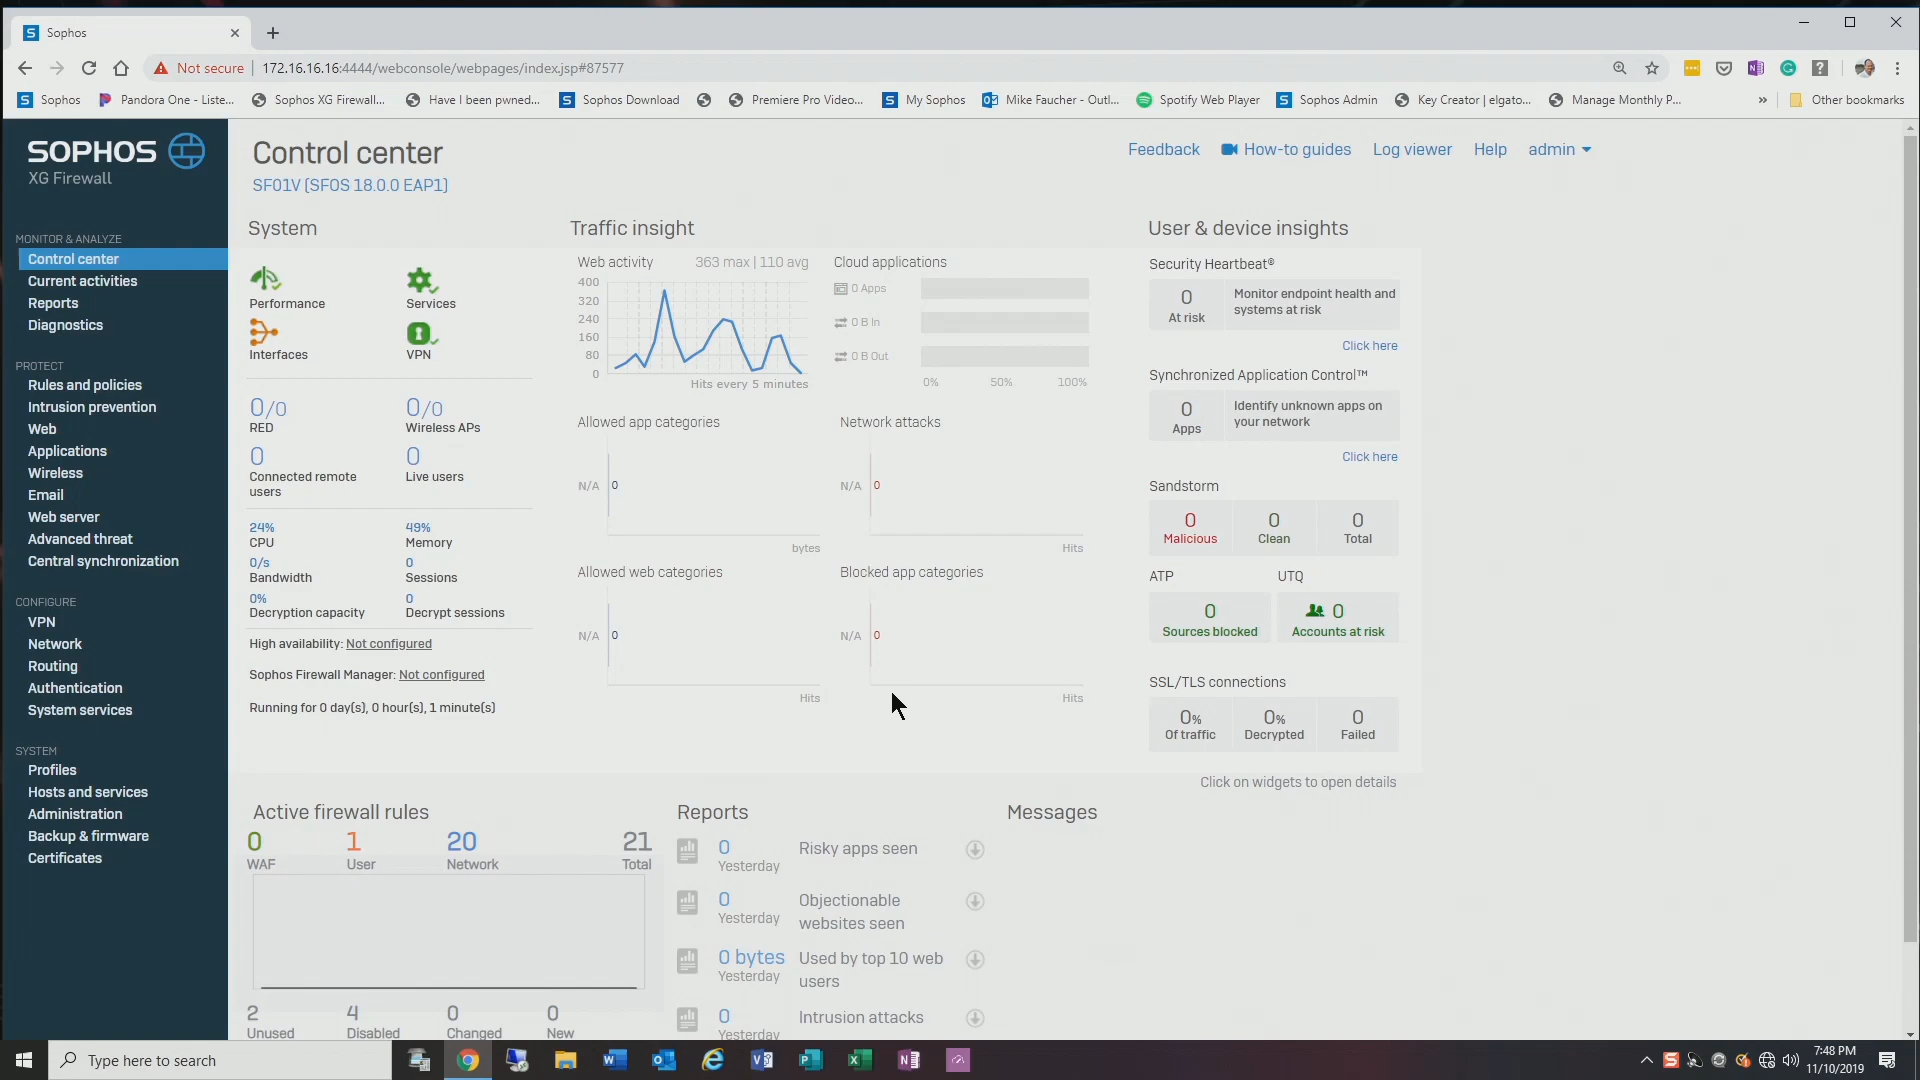 Sophos
Not secure
172.16.16.16:4444/webconsole/webpages/index.jsp#87577
Sophos
Pandora One - Liste...
Sophos XG Firewall...
Have I been pwned...
Sophos Download
Premiere Pro Video...
My Sophos
Mike Faucher - Outl...
Spotify Web Player
Sophos Admin
Key Creator | elgato...
Manage Monthly P...
»
Other bookmarks
SOPHOS
XG Firewall
MONITOR & ANALYZE
Control center
Current activities
Reports
Diagnostics
PROTECT
Rules and policies
Intrusion prevention
Web
Applications
Wireless
Email
Web server
Advanced threat
Central synchronization
CONFIGURE
VPN
Network
Routing
Authentication
System services
SYSTEM
Profiles
Hosts and services
Administration
Backup & firmware
Certificates
Control center
SF01V (SFOS 18.0.0 EAP1)
Feedback
How-to guides
Log viewer
Help
admin
System
Performance
Services
Interfaces
VPN
0/0
RED
0/0
Wireless APs
0
Connected remote
users
0
Live users
24%
CPU
49%
Memory
0/s
Bandwidth
0
Sessions
0%
Decryption capacity
0
Decrypt sessions
High availability: Not configured
Sophos Firewall Manager: Not configured
Running for 0 day(s), 0 hour(s), 1 minute(s)
Traffic insight
Web activity
363 max | 110 avg
400
320
240
160
80
0
Hits every 5 minutes
Cloud applications
0 Apps
0 B In
0 B Out
0%
50%
100%
Allowed app categories
N/A
0
bytes
Network attacks
N/A
0
Hits
Allowed web categories
N/A
0
Hits
Blocked app categories
N/A
0
Hits
User & device insights
Security Heartbeat®
0
At risk
Monitor endpoint health and
systems at risk
Click here
Synchronized Application Control™
0
Apps
Identify unknown apps on
your network
Click here
Sandstorm
0
Malicious
0
Clean
0
Total
ATP
0
Sources blocked
UTQ
0
Accounts at risk
SSL/TLS connections
0%
Of traffic
0%
Decrypted
0
Failed
Click on widgets to open details
Active firewall rules
0
WAF
1
User
20
Network
21
Total
2
Unused
4
Disabled
0
Changed
0
New
Reports
0
Yesterday
Risky apps seen
0
Yesterday
Objectionable
websites seen
0 bytes
Yesterday
Used by top 10 web
users
0
Yesterday
Intrusion attacks
Messages
Type here to search
7:48 PM
11/10/2019